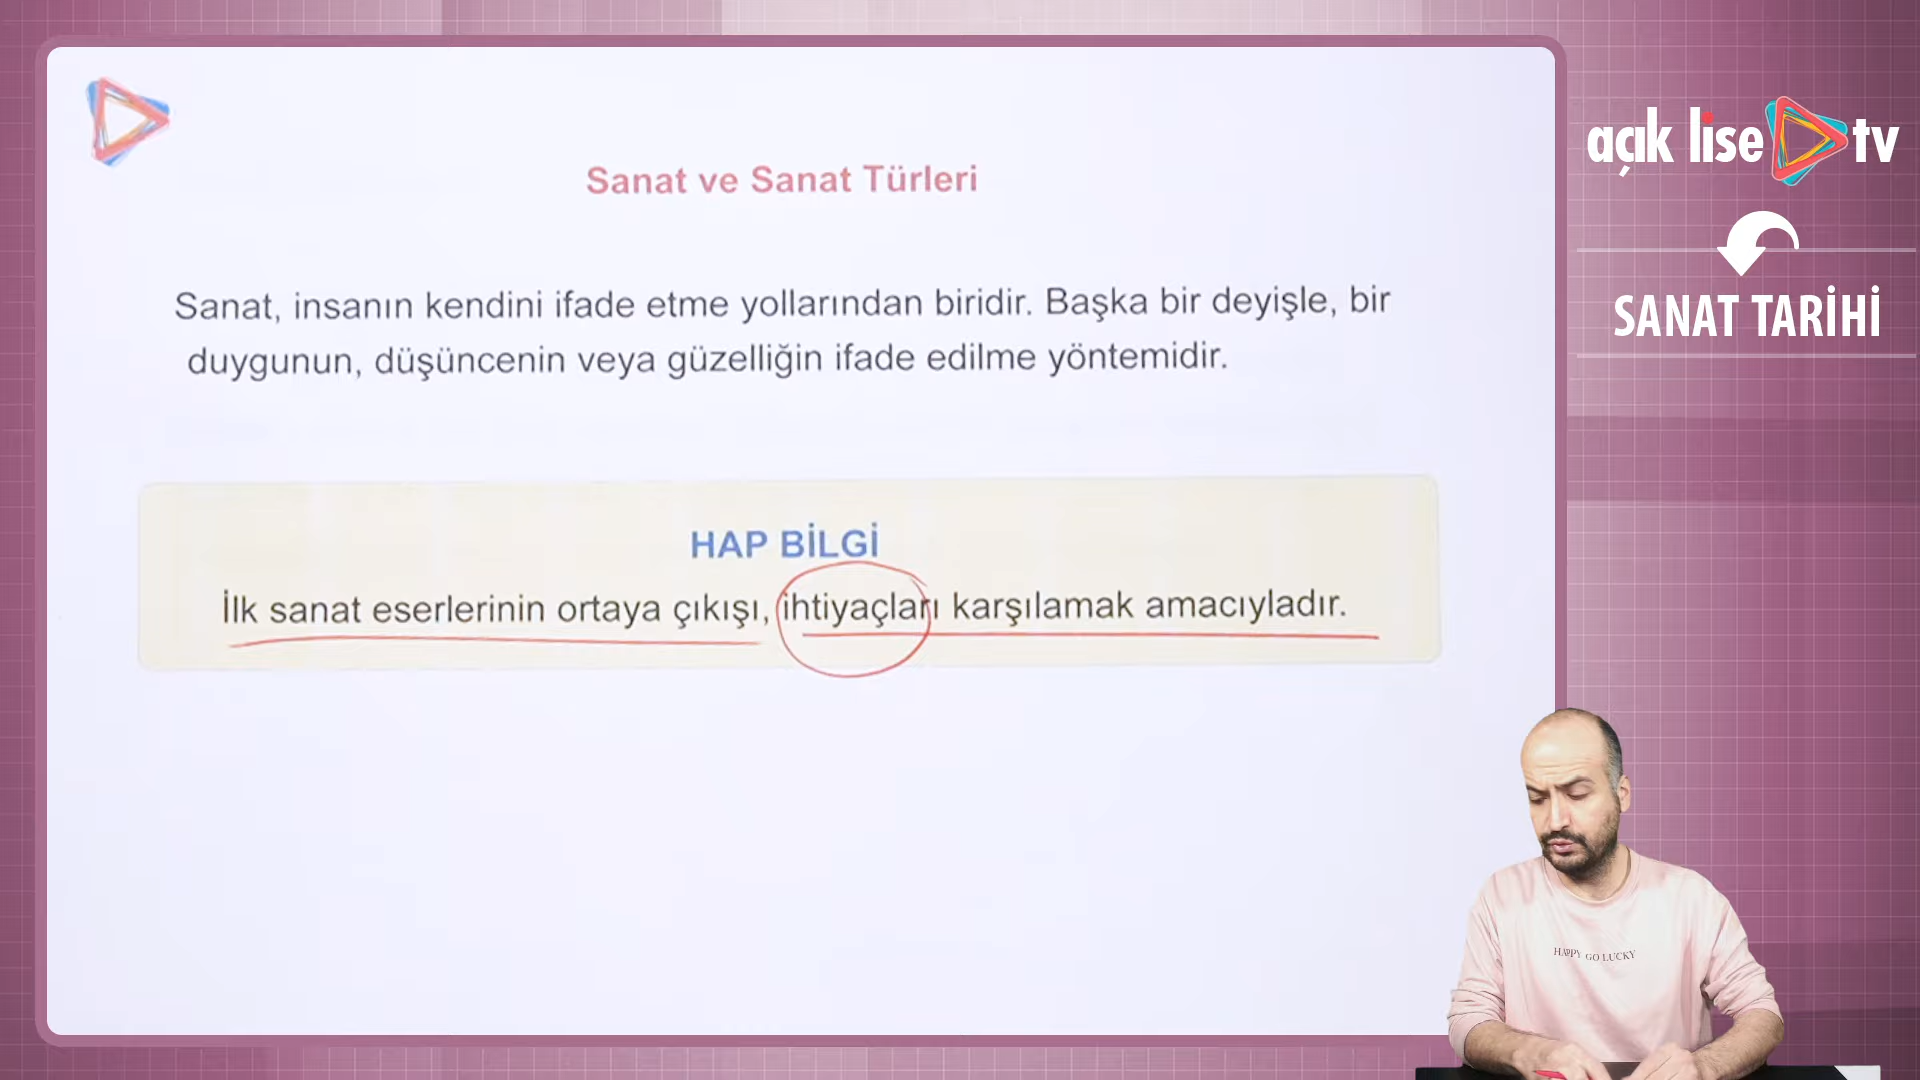 Sanat ve Sanat Türleri
Sanat, insanın kendini ifade etme yollarından biridir. Başka bir deyişle, bir
duygunun, düşüncenin veya güzelliğin ifade edilme yöntemidir.
HAP BİLGİ
İlk sanat eserlerinin ortaya çıkışı, ihtiyaçları karşılamak amacıyladır.
açık lise tv
SANAT TARİHİ
HAPPY GO LUCKY